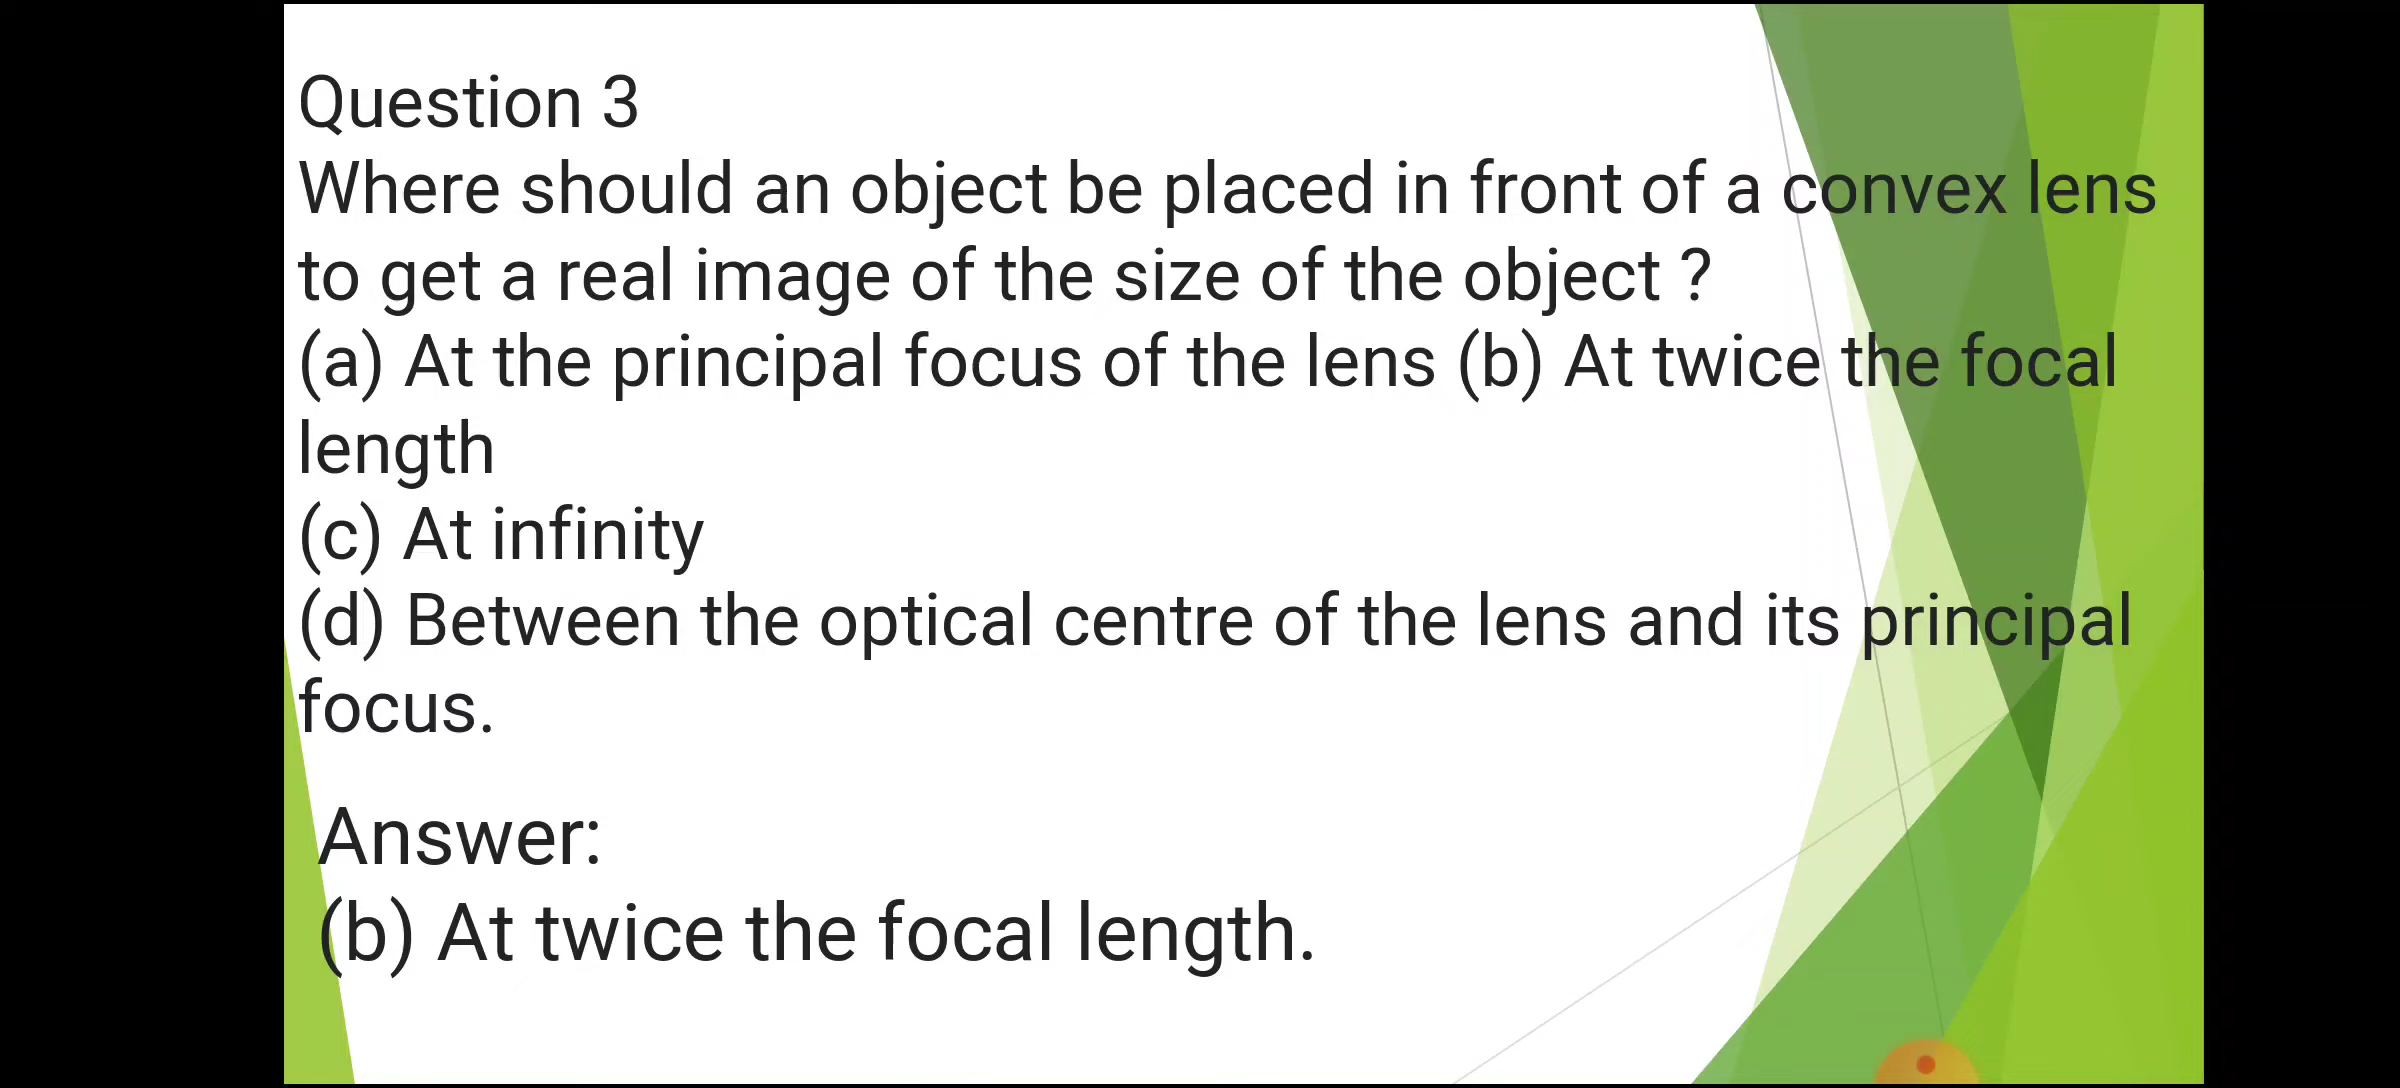 Question 3
Where should an object be placed in front of a convex lens
to get a real image of the size of the object ?
(a) At the principal focus of the lens (b) At twice the focal
length
(c) At infinity
(d) Between the optical centre of the lens and its principal
focus.
Answer:
(b) At twice the focal length.